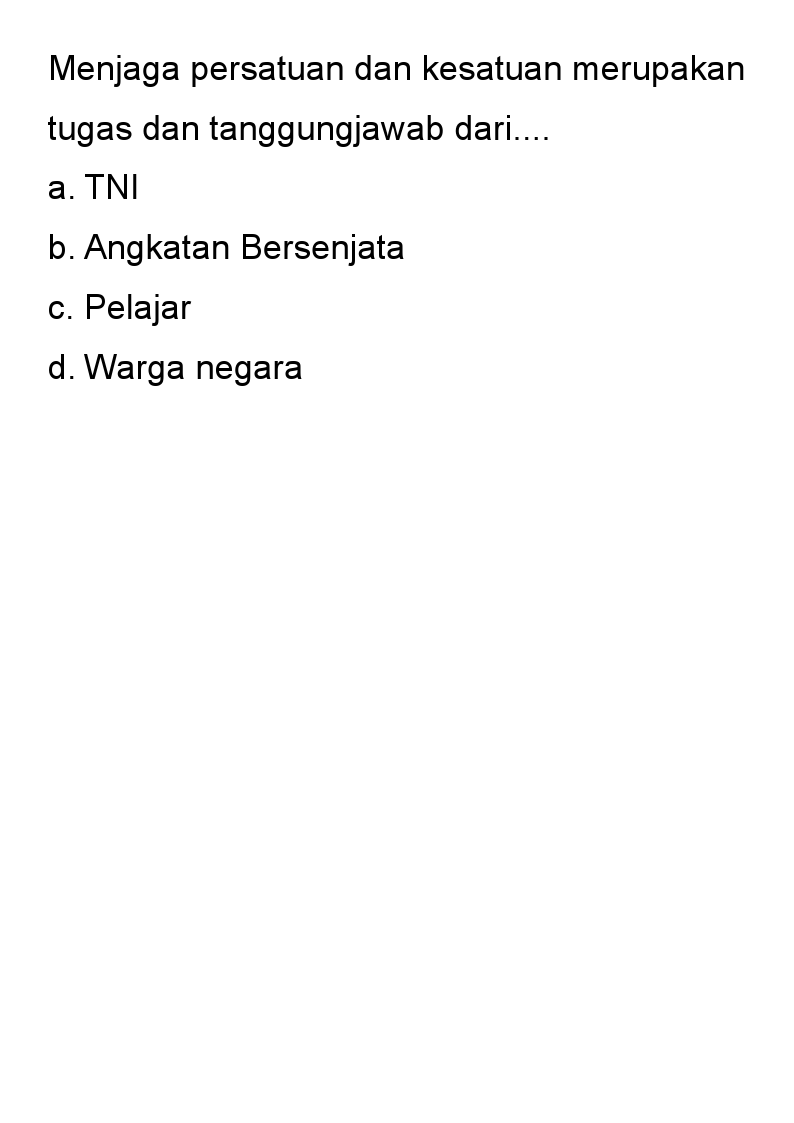 Menjaga persatuan dan kesatuan merupakan
tugas dan tanggungjawab dari....
a. TNI
b. Angkatan Bersenjata
c. Pelajar
d. Warga negara